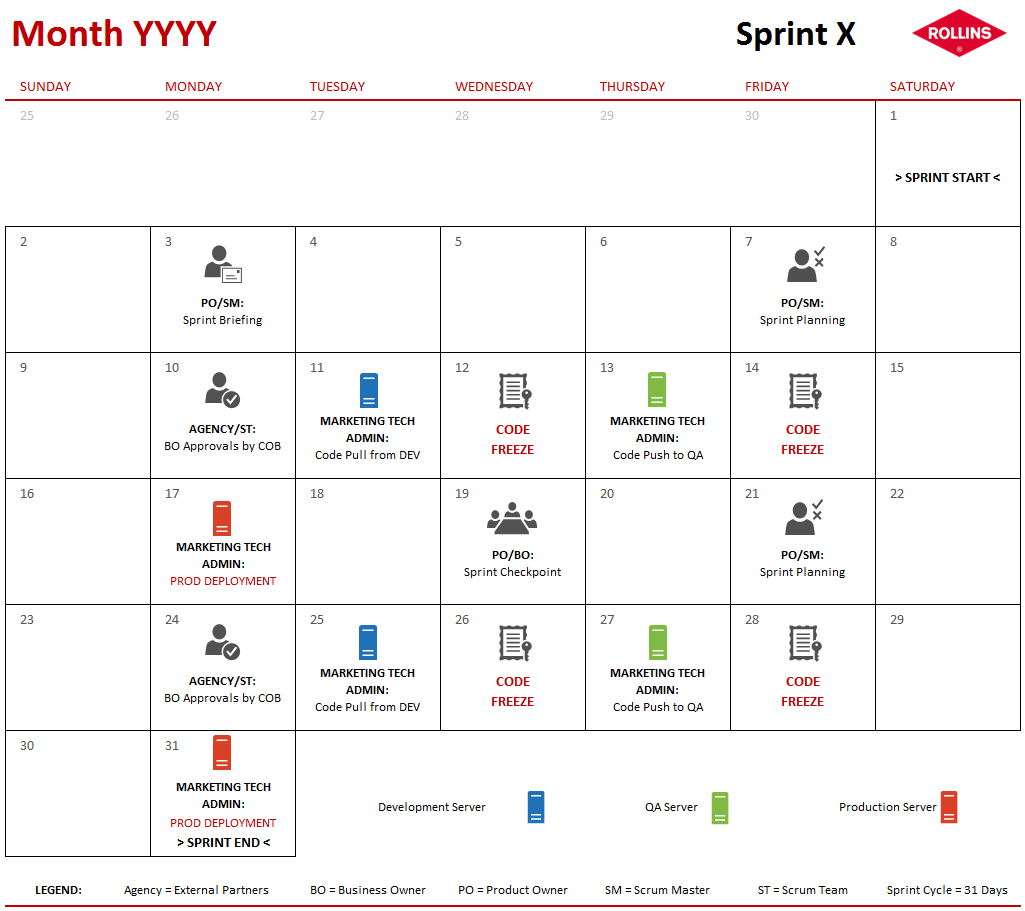 Month YYYY
Sprint X
ROLLINS
®
SUNDAY MONDAY TUESDAY WEDNESDAY THURSDAY FRIDAY SATURDAY
25 26 27 28 29 30 1
> SPRINT START <
2 3 4 5 6 7 8
PO/SM:
Sprint Briefing
PO/SM:
Sprint Planning
9 10 11 12 13 14 15
AGENCY/ST:
BO Approvals by COB
MARKETING TECH
ADMIN:
Code Pull from DEV
CODE
FREEZE
MARKETING TECH
ADMIN:
Code Push to QA
CODE
FREEZE
16 17 18 19 20 21 22
MARKETING TECH
ADMIN:
PROD DEPLOYMENT
PO/BO:
Sprint Checkpoint
PO/SM:
Sprint Planning
23 24 25 26 27 28 29
AGENCY/ST:
BO Approvals by COB
MARKETING TECH
ADMIN:
Code Pull from DEV
CODE
FREEZE
MARKETING TECH
ADMIN:
Code Push to QA
CODE
FREEZE
30 31
MARKETING TECH
ADMIN:
PROD DEPLOYMENT
> SPRINT END <
Development Server QA Server Production Server
LEGEND: Agency = External Partners BO = Business Owner PO = Product Owner SM = Scrum Master ST = Scrum Team Sprint Cycle = 31 Days